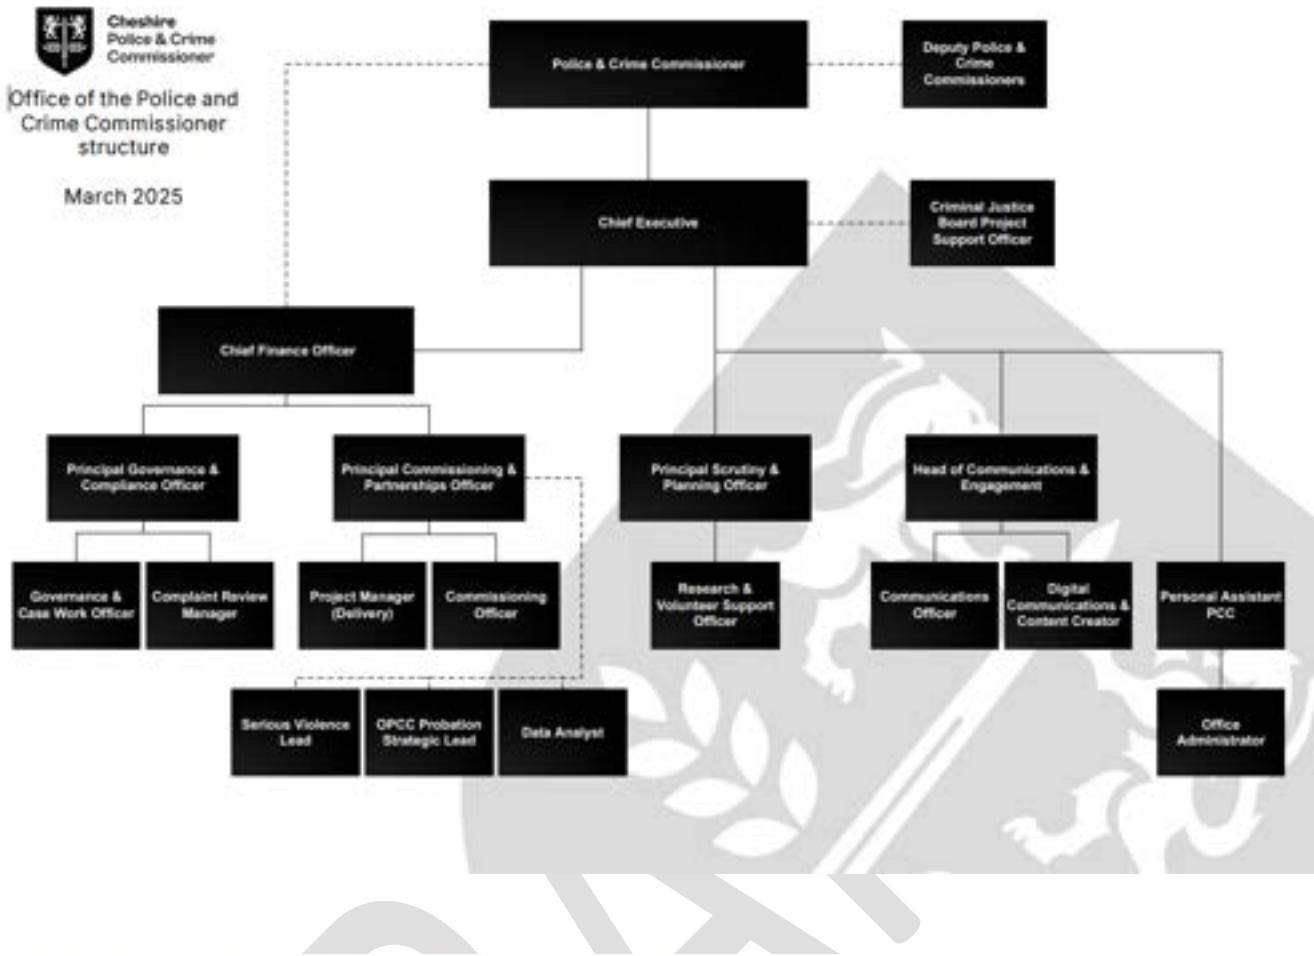 Cheshire
Police & Crime
Commissioner
Office of the Police and
Crime Commissioner
structure
March 2025
Police & Crime Commissioner
Deputy Police &
Crime
Commissioners
Chief Executive
Criminal Justice
Board Project
Support Officer
Chief Finance Officer
Principal Governance &
Compliance Officer
Principal Commissioning &
Partnerships Officer
Principal Scrutiny &
Planning Officer
Head of Communications &
Engagement
Governance &
Case Work Officer
Complaint Review
Manager
Project Manager
(Delivery)
Commissioning
Officer
Research &
Volunteer Support
Officer
Communications
Officer
Digital
Communications &
Content Creator
Personal Assistant
PCC
Serious Violence
Lead
OPCC Probation
Strategic Lead
Data Analyst
Office
Administrator